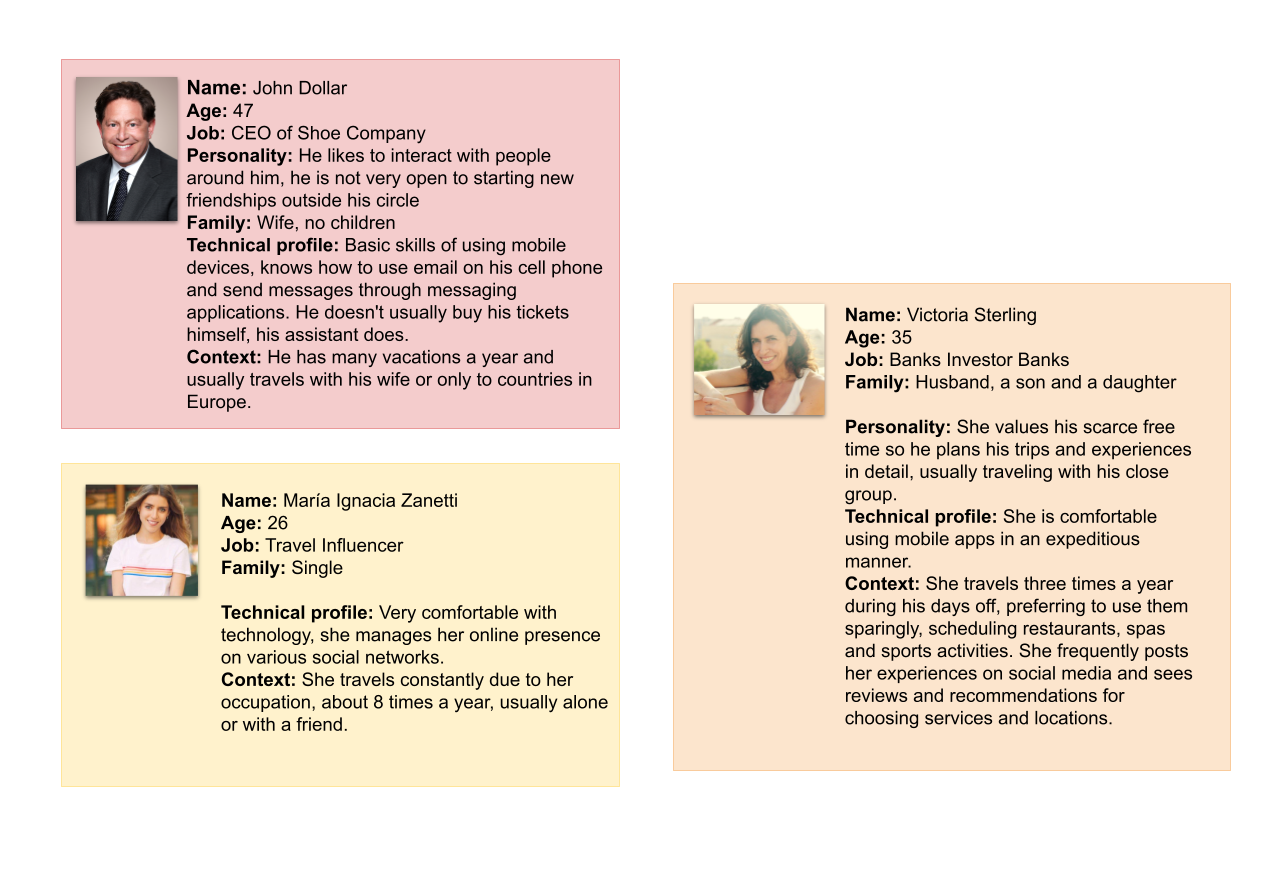 Name: John Dollar
Age: 47
Job: CEO of Shoe Company
Personality: He likes to interact with people
around him, he is not very open to starting new
friendships outside his circle
Family: Wife, no children
Technical profile: Basic skills of using mobile
devices, knows how to use email on his cell phone
and send messages through messaging
applications. He doesn't usually buy his tickets
himself, his assistant does.
Context: He has many vacations a year and
usually travels with his wife or only to countries in
Europe.
Name: María Ignacia Zanetti
Age: 26
Job: Travel Influencer
Family: Single
Technical profile: Very comfortable with
technology, she manages her online presence
on various social networks.
Context: She travels constantly due to her
occupation, about 8 times a year, usually alone
or with a friend.
Name: Victoria Sterling
Age: 35
Job: Banks Investor Banks
Family: Husband, a son and a daughter
Personality: She values his scarce free
time so he plans his trips and experiences
in detail, usually traveling with his close
group.
Technical profile: She is comfortable
using mobile apps in an expeditious
manner.
Context: She travels three times a year
during his days off, preferring to use them
sparingly, scheduling restaurants, spas
and sports activities. She frequently posts
her experiences on social media and sees
reviews and recommendations for
choosing services and locations.